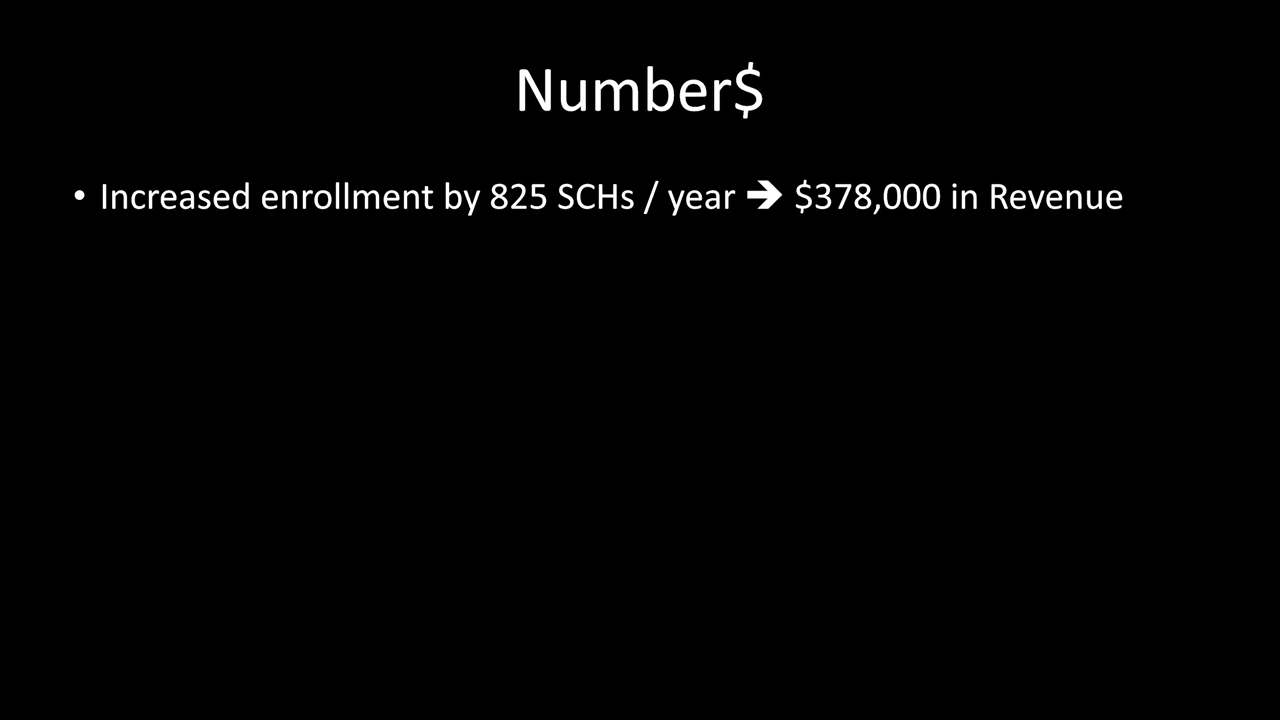 Number$
• Increased enrollment by 825 SCHs / year 🡺 $378,000 in Revenue